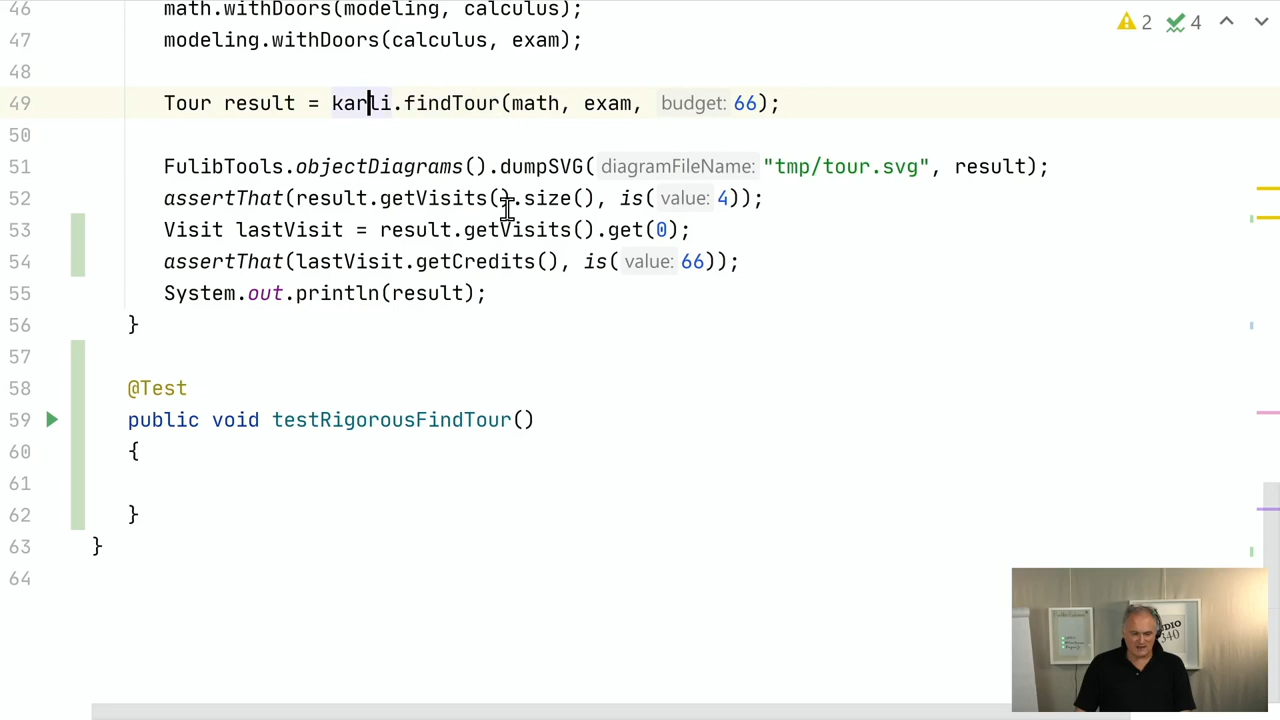 46 math.withDoors(modeling, calculus);
2 4
47 modeling.withDoors(calculus, exam);
48
49 Tour result = karli.findTour(math, exam, budget: 66);
50
51 FulibTools.objectDiagrams().dumpSVG( diagramFileName: "tmp/tour.svg", result);
52 assertThat(result.getVisits().size(), is( value: 4));
53 Visit lastVisit = result.getVisits().get(0);
54 assertThat(lastVisit.getCredits(), is( value: 66));
55 System.out.println(result);
56 }
57
58 @Test
59 public void testRigorousFindTour()
60 {
61
62 }
63 }
64
340